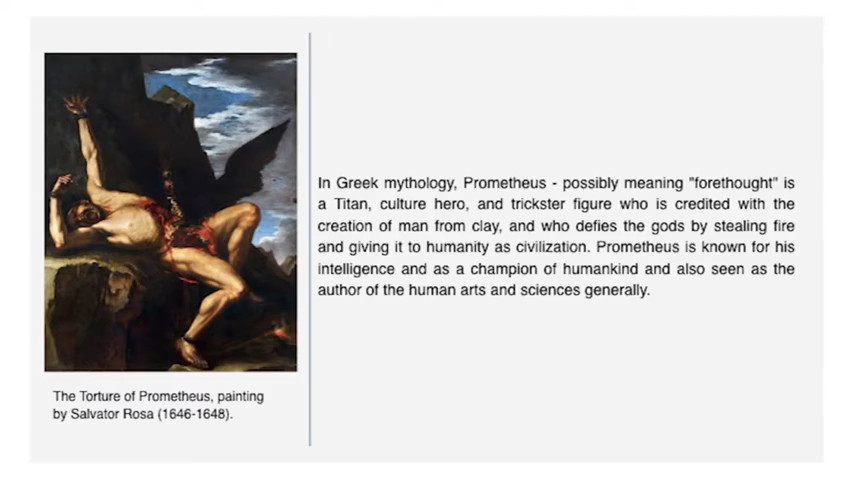 In Greek mythology, Prometheus - possibly meaning "forethought" is
a Titan, culture hero, and trickster figure who is credited with the
creation of man from clay, and who defies the gods by stealing fire
and giving it to humanity as civilization. Prometheus is known for his
intelligence and as a champion of humankind and also seen as the
author of the human arts and sciences generally.
The Torture of Prometheus, painting
by Salvator Rosa (1646-1648).